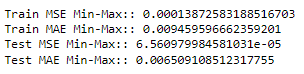 Train MSE Min-Max:: 0.00013872583188516703
Train MAE Min-Max:: 0.009459596662359201
Test MSE Min-Max:: 6.560979984581031e-05
Test MAE Min-Max:: 0.006509108512317755